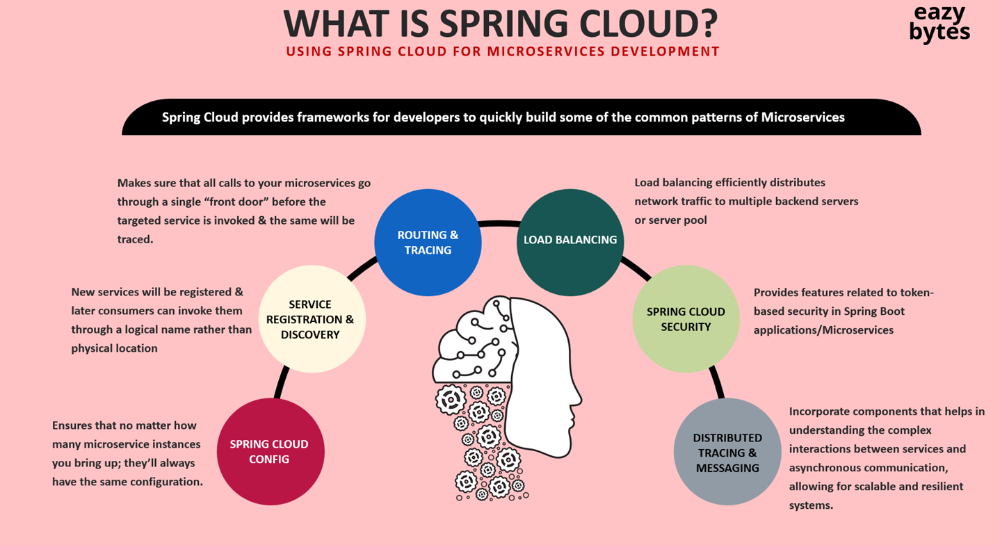 WHAT IS SPRING CLOUD?
eazy
bytes
USING SPRING CLOUD FOR MICROSERVICES DEVELOPMENT
Spring Cloud provides frameworks for developers to quickly build some of the common patterns of Microservices
Makes sure that all calls to your microservices go
through a single “front door” before the
targeted service is invoked & the same will be
traced.
ROUTING &
TRACING
LOAD BALANCING
Load balancing efficiently distributes
network traffic to multiple backend servers
or server pool
New services will be registered &
later consumers can invoke them
through a logical name rather than
physical location
SERVICE
REGISTRATION &
DISCOVERY
SPRING CLOUD
SECURITY
Provides features related to token-
based security in Spring Boot
applications/Microservices
Ensures that no matter how
many microservice instances
you bring up; they’ll always
have the same configuration.
SPRING CLOUD
CONFIG
DISTRIBUTED
TRACING &
MESSAGING
Incorporate components that helps in
understanding the complex
interactions between services and
asynchronous communication,
allowing for scalable and resilient
systems.